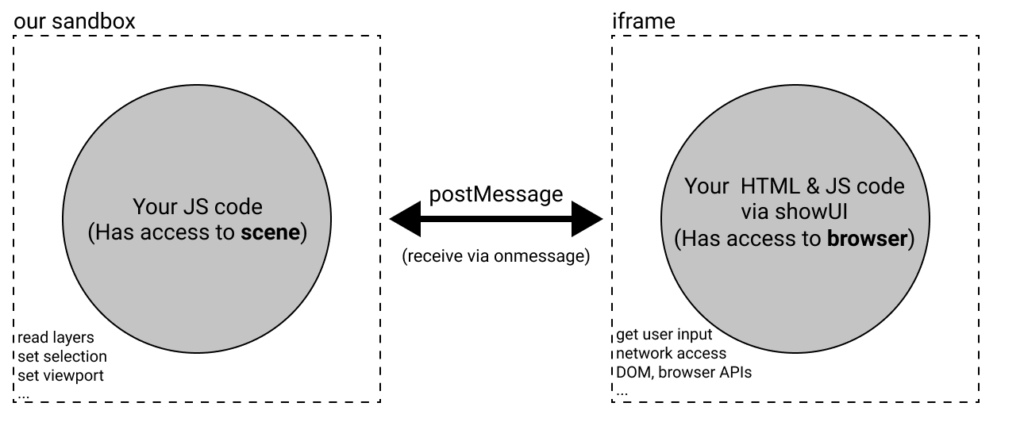 our sandbox
Your JS code
(Has access to scene)
read layers
set selection
set viewport
...
postMessage
(receive via onmessage)
iframe
Your HTML & JS code
via showUI
(Has access to browser)
get user input
network access
DOM, browser APIs
...